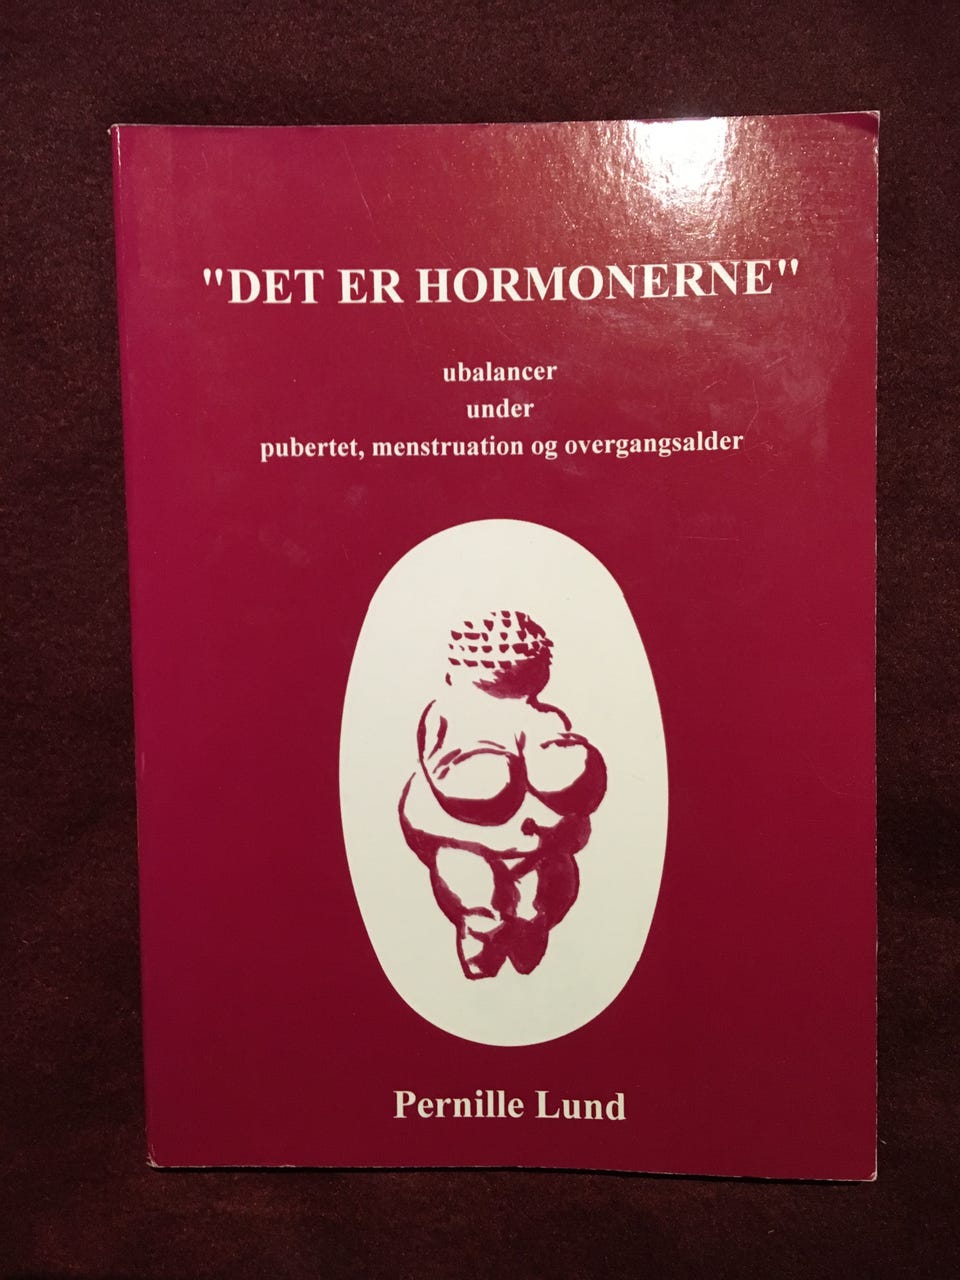 "DET ER HORMONERNE"
ubalancer
under
pubertet, menstruation og overgangsalder
Pernille Lund